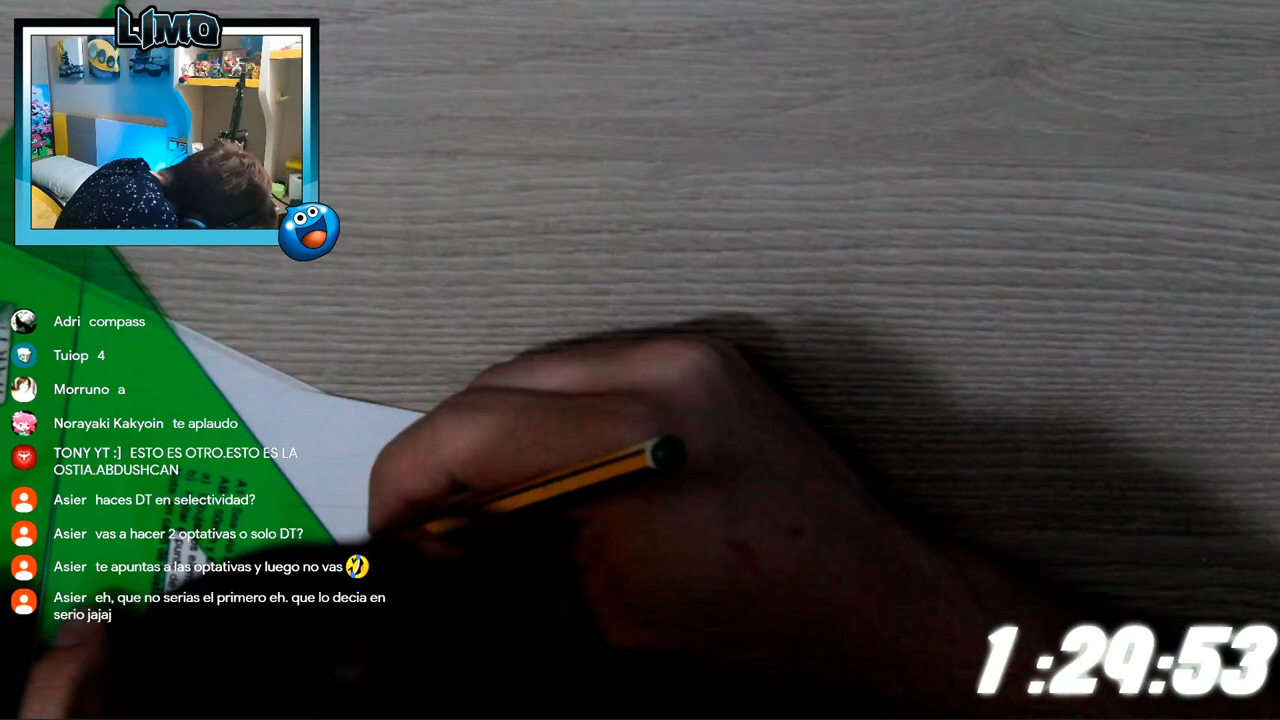 LIMO
Adri compass
Tuiop 4
Morruno a
Norayaki Kakyoin te aplaudo
TONY YT :] ESTO ES OTRO.ESTO ES LA
OSTIA.ABDUSHCAN
Asier haces DT en selectividad?
Asier vas a hacer 2 optativas o solo DT?
Asier te apuntas a las optativas y luego no vas 🤣
Asier eh, que no serias el primero eh. que lo decia en
serio jajaj
1:29:53